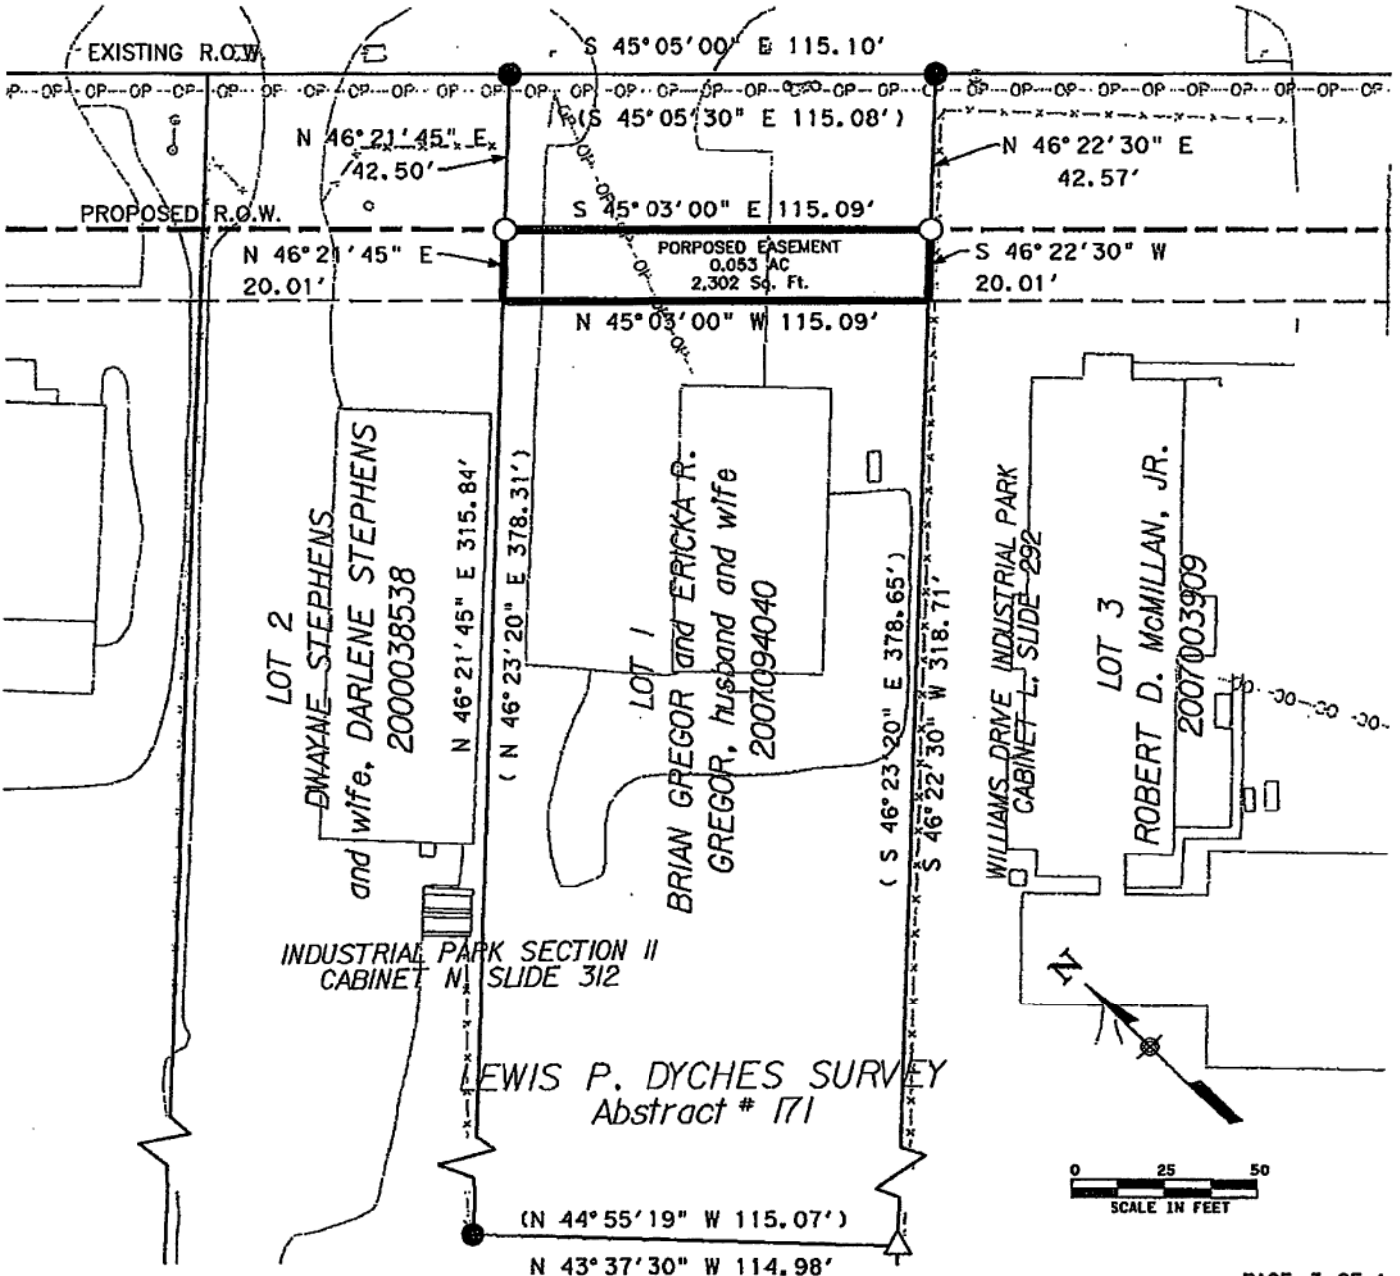 EXISTING R.O.W
S 45°05'00" E 115.10'
(S 45°05'30" E 115.08')
N 46°21'45" E
42.50'
N 46°22'30" E
42.57'
PROPOSED R.O.W.
S 45°03'00" E 115.09'
N 46°21'45" E
20.01'
PORPOSED EASEMENT
0.053 AC
2,302 Sq. Ft.
S 46°22'30" W
20.01'
N 45°03'00" W 115.09'
LOT 2
DWAYNE STEPHENS
and wife, DARLENE STEPHENS
2000038538
N 46°21'45" E 315.84'
(N 46°23'20" E 378.31')
LOT 1
BRIAN GREGOR and ERICKA R.
GREGOR, husband and wife
2007094040
(S 46°23'20" E 378.65')
S 46°22'30" W 318.71'
WILLIAMS DRIVE INDUSTRIAL PARK
CABINET L. SLIDE 292
LOT 3
ROBERT D. McMILLAN, JR.
2007003909
INDUSTRIAL PARK SECTION II
CABINET N SLIDE 312
N
LEWIS P. DYCHES SURVEY
Abstract # 171
0 25 50
SCALE IN FEET
(N 44°55'19" W 115.07')
N 43°37'30" W 114.98'